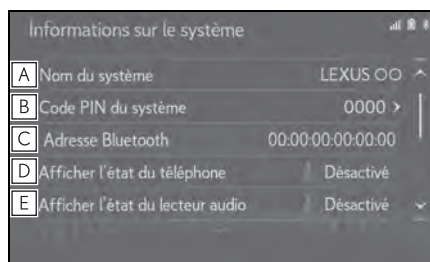 Informations sur le système
A Nom du système LEXUS OO
B Code PIN du système 0000 >
C Adresse Bluetooth 00:00:00:00:00:00
D Afficher l'état du téléphone Désactivé
E Afficher l'état du lecteur audio Désactivé